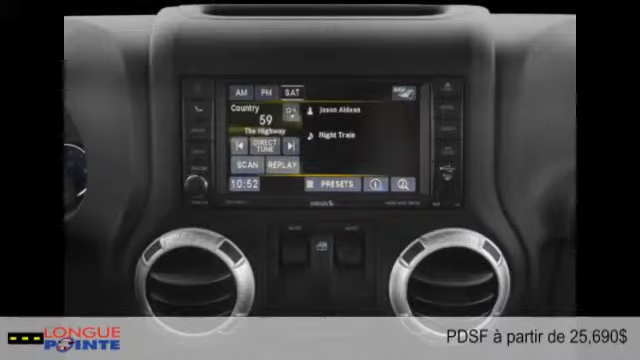 AM FM SAT
Country
59
The Highway
Jason Aldean
Night Train
DIRECT
TUNE
SCAN REPLAY
10:52
PRESETS
LONGUE
POINTE
PDSF à partir de 25,690$